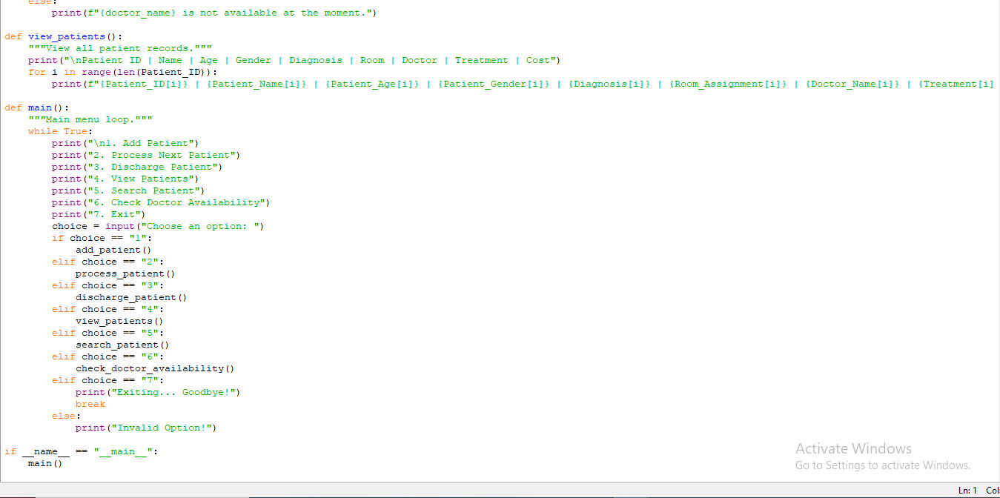 else:
        print(f"{doctor_name} is not available at the moment.")

def view_patients():
    """View all patient records."""
    print("\nPatient ID | Name | Age | Gender | Diagnosis | Room | Doctor | Treatment | Cost")
    for i in range(len(Patient_ID)):
        print(f"{Patient_ID[i]} | {Patient_Name[i]} | {Patient_Age[i]} | {Patient_Gender[i]} | {Diagnosis[i]} | {Room_Assignment[i]} | {Doctor_Name[i]} | {Treatment[i]

def main():
    """Main menu loop."""
    while True:
        print("\n1. Add Patient")
        print("2. Process Next Patient")
        print("3. Discharge Patient")
        print("4. View Patients")
        print("5. Search Patient")
        print("6. Check Doctor Availability")
        print("7. Exit")
        choice = input("Choose an option: ")
        if choice == "1":
            add_patient()
        elif choice == "2":
            process_patient()
        elif choice == "3":
            discharge_patient()
        elif choice == "4":
            view_patients()
        elif choice == "5":
            search_patient()
        elif choice == "6":
            check_doctor_availability()
        elif choice == "7":
            print("Exiting... Goodbye!")
            break
        else:
            print("Invalid Option!")

if __name__ == "__main__":
    main()
Activate Windows
Go to Settings to activate Windows.
Ln: 1 Col